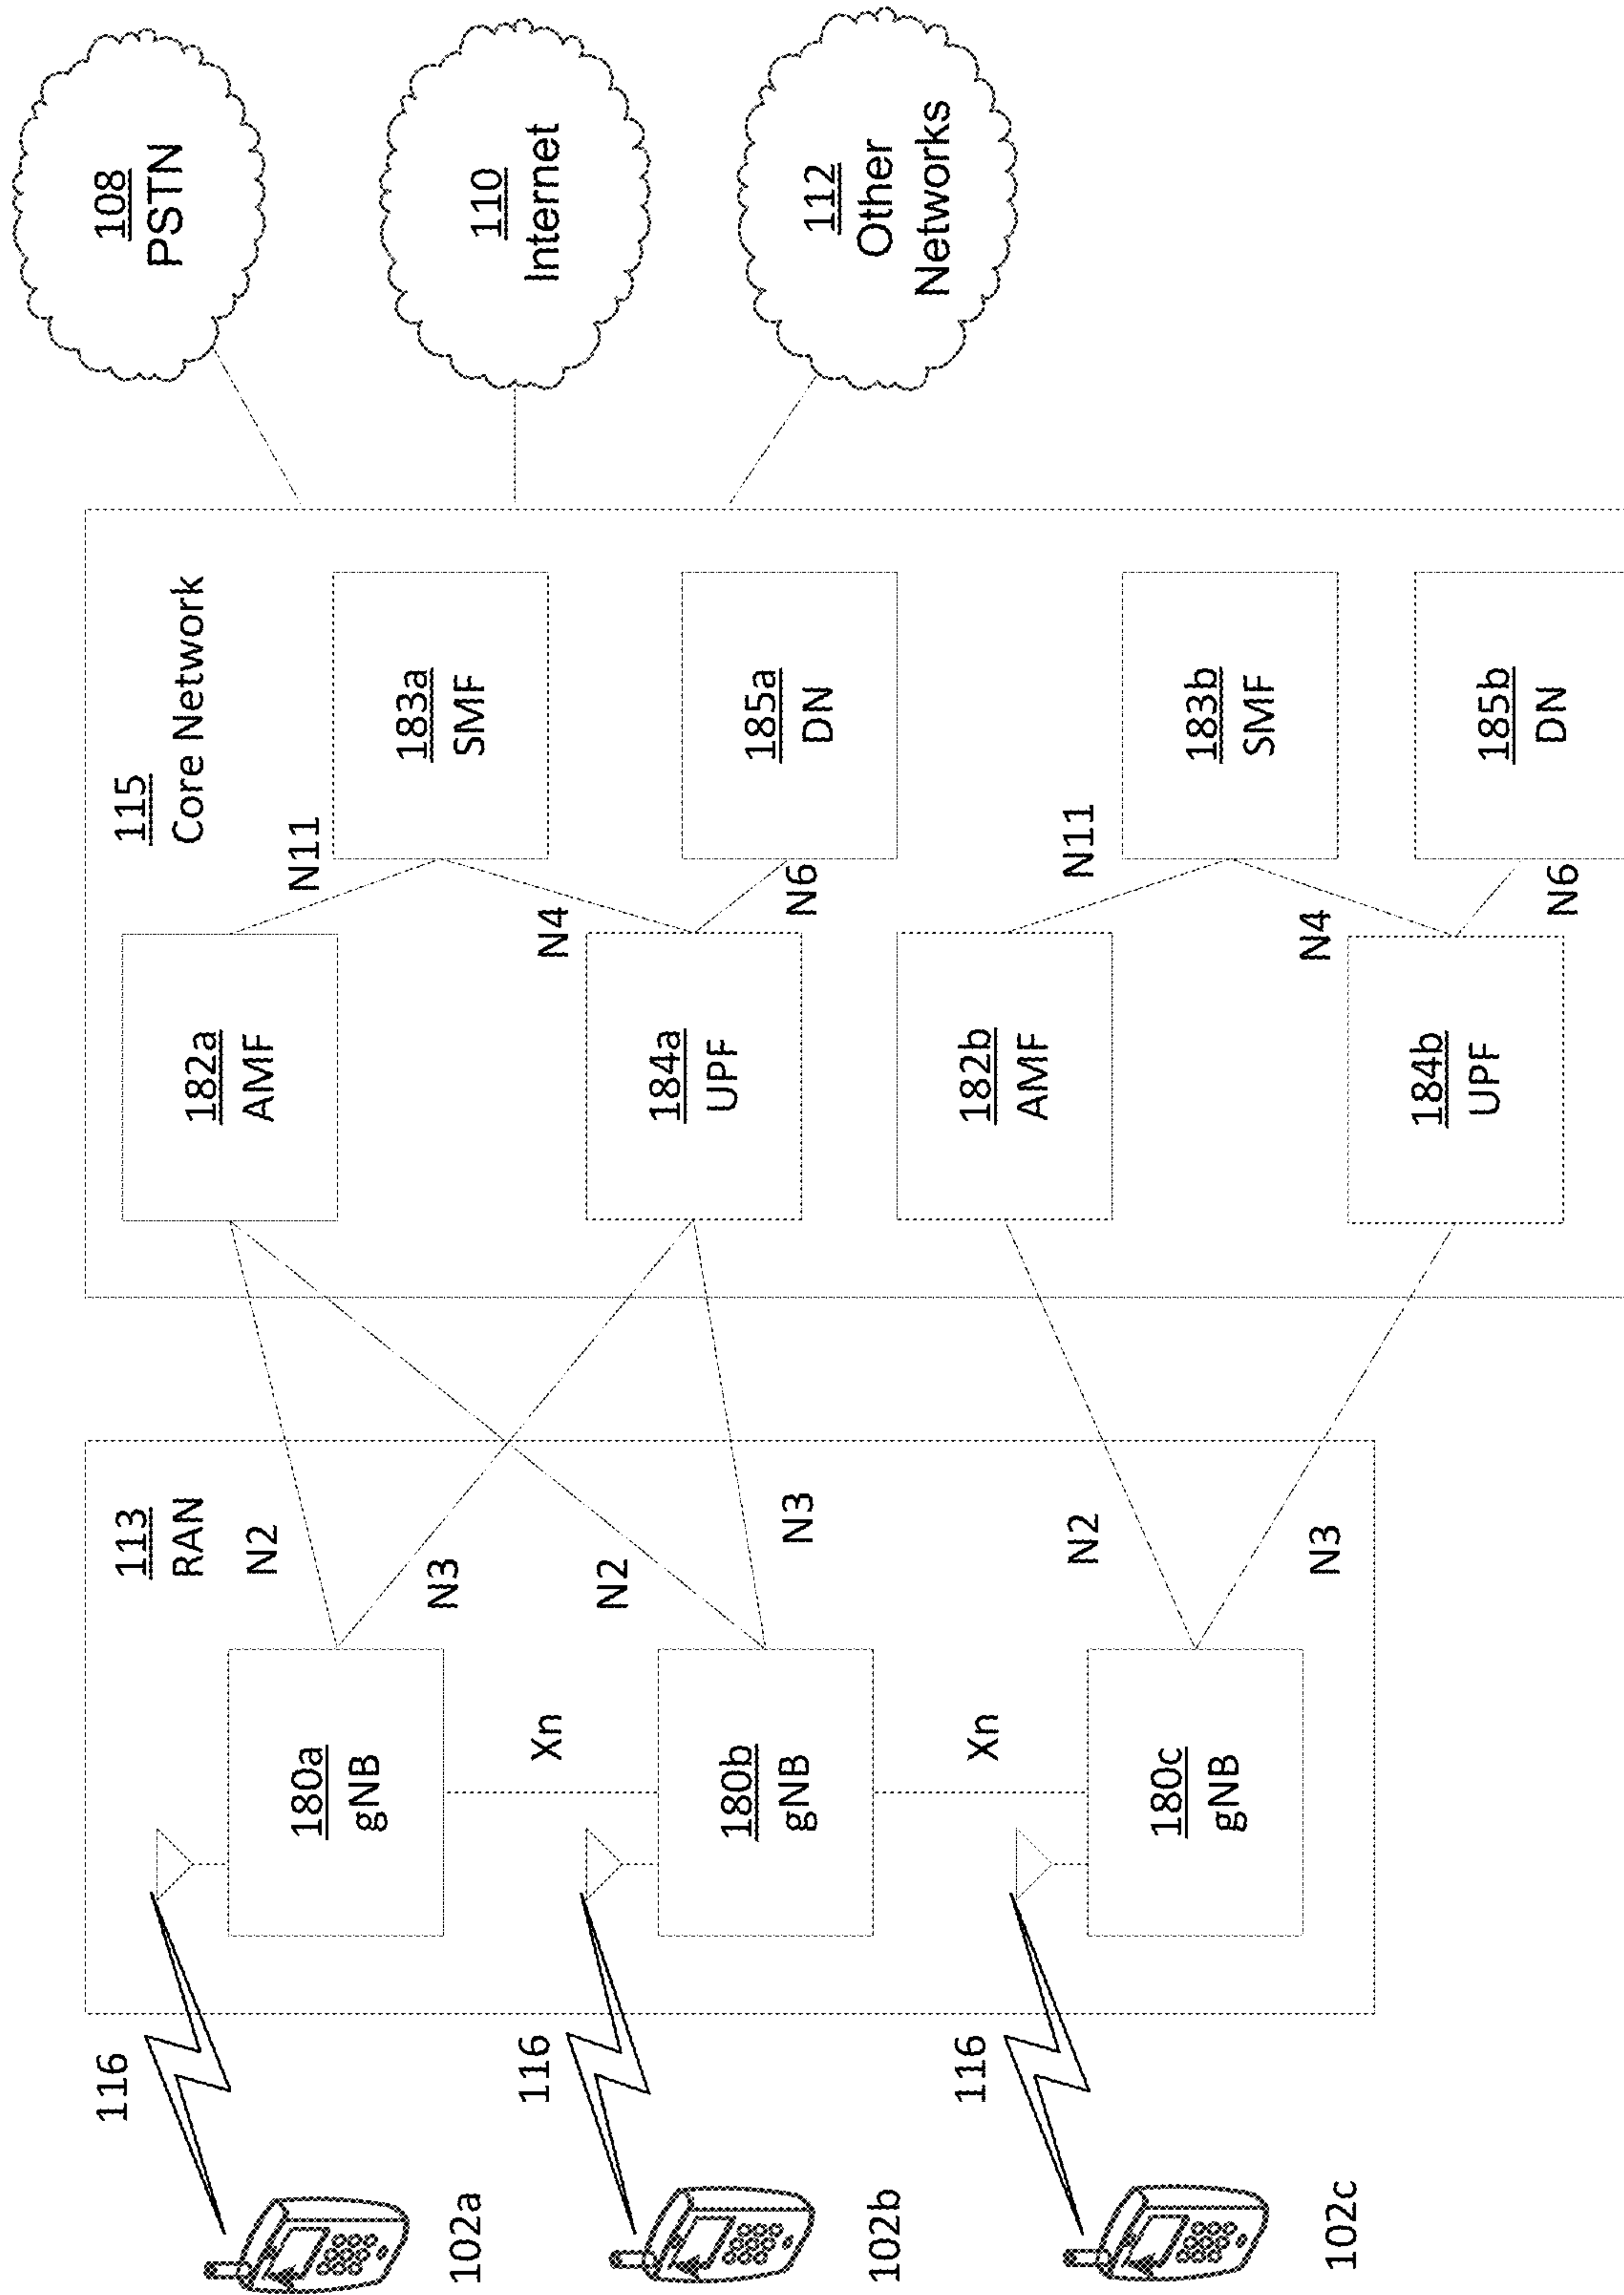 102a
116
113
RAN
180a
gNB
N2
N3
Xn
102b
116
180b
gNB
N2
N3
Xn
102c
116
180c
gNB
N2
N3
115
Core Network
182a
AMF
N11
183a
SMF
N4
184a
UPF
N6
185a
DN
182b
AMF
N11
183b
SMF
N4
184b
UPF
N6
185b
DN
108
PSTN
110
Internet
112
Other
Networks